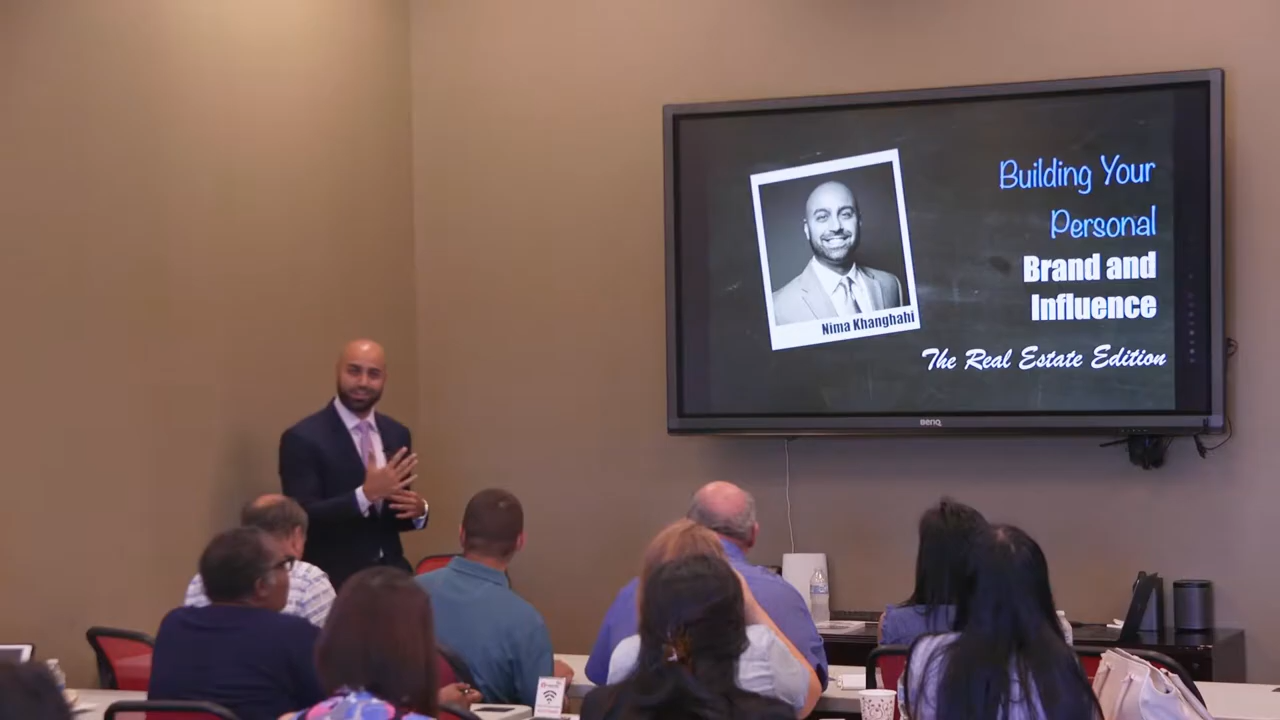 Building Your
Personal
Brand and
Influence
Nima Khanghahi
The Real Estate Edition
BenQ